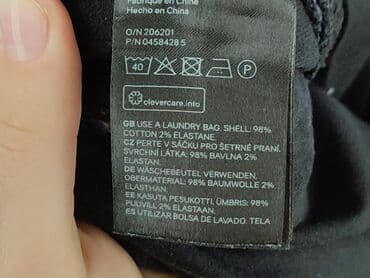 Fabriqué en Chine
Hecho en China
O/N 206201
P/N 0458428 5
40
P
clevercare.info
GB USE A LAUNDRY BAG. SHELL: 98%
COTTON 2% ELASTANE.
CZ PERTE V SÁČKU PRO ŠETRNÉ PRANÍ.
SVRCHNÍ LÁTKA: 98% BAVLNA 2%
ELASTAN.
DE WÄSCHEBEUTEL VERWENDEN.
OBERMATERIAL: 98% BAUMWOLLE 2%
ELASTHAN.
EE KASUTA PESUKOTTI. ÜMBRIS: 98%
PUUVILL 2% ELASTAAN.
ES UTILIZAR BOLSA DE LAVADO. TELA